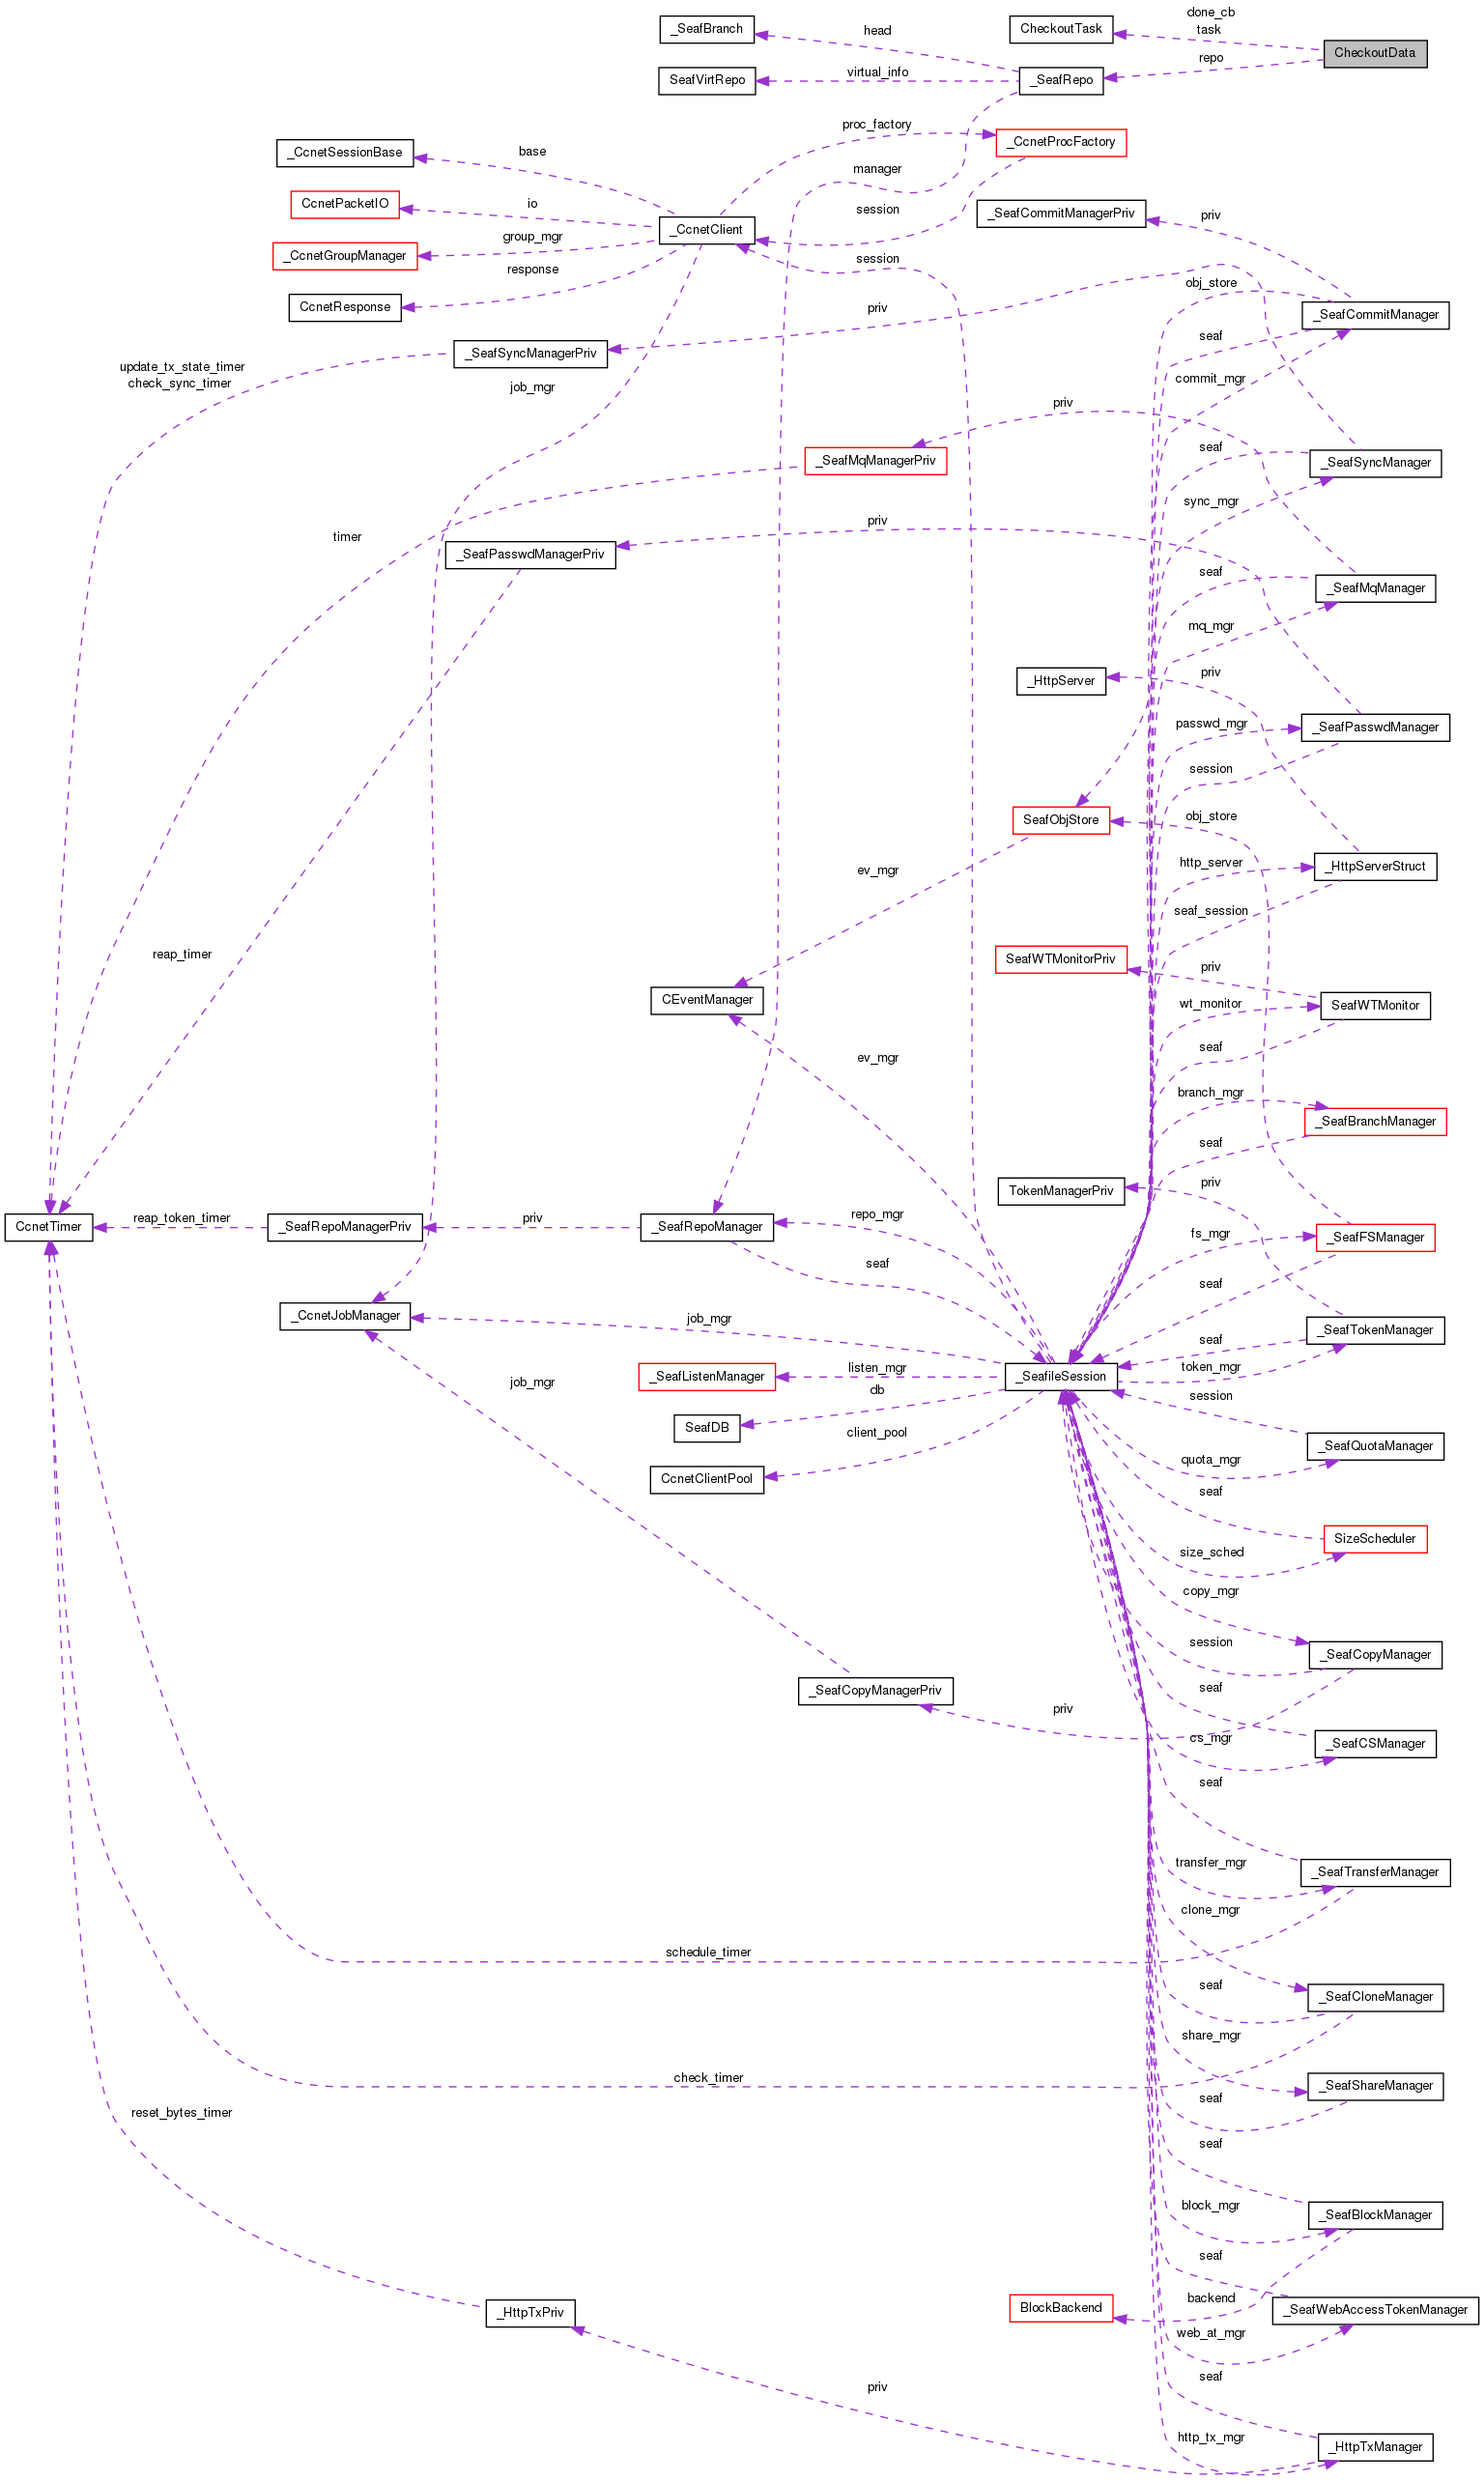 done_cb
_SeafBranch
head
CheckoutTask
task
CheckoutData
repo
SeafVirtRepo
virtual_info
_SeafRepo
proc_factory
_CcnetProcFactory
_CcnetSessionBase
base
manager
CcnetPacketIO
io
session
_SeafCommitManagerPriv
priv
_CcnetClient
_CcnetGroupManager
group_mgr
session
response
obj_store
CcnetResponse
priv
_SeafCommitManager
seaf
_SeafSyncManagerPriv
update_tx_state_timer
check_sync_timer
job_mgr
commit_mgr
priv
seaf
_SeafMqManagerPriv
_SeafSyncManager
sync_mgr
priv
timer
_SeafPasswdManagerPriv
seaf
_SeafMqManager
mq_mgr
_HttpServer
priv
passwd_mgr
_SeafPasswdManager
session
SeafObjStore
obj_store
ev_mgr
http_server
_HttpServerStruct
seaf_session
reap_timer
SeafWTMonitorPriv
priv
CEventManager
wt_monitor
SeafWTMonitor
ev_mgr
seaf
branch_mgr
_SeafBranchManager
seaf
TokenManagerPriv
priv
CcnetTimer
reap_token_timer
_SeafRepoManagerPriv
priv
_SeafRepoManager
repo_mgr
fs_mgr
_SeafFSManager
seaf
seaf
_CcnetJobManager
job_mgr
seaf
_SeafTokenManager
job_mgr
_SeafListenManager
listen_mgr
_SeafileSession
token_mgr
db
session
SeafDB
client_pool
_SeafQuotaManager
quota_mgr
CcnetClientPool
seaf
SizeScheduler
size_sched
copy_mgr
session
_SeafCopyManager
_SeafCopyManagerPriv
seaf
priv
cs_mgr
_SeafCSManager
seaf
transfer_mgr
_SeafTransferManager
clone_mgr
schedule_timer
seaf
_SeafCloneManager
share_mgr
check_timer
_SeafShareManager
seaf
reset_bytes_timer
seaf
block_mgr
_SeafBlockManager
seaf
backend
_HttpTxPriv
BlockBackend
_SeafWebAccessTokenManager
web_at_mgr
seaf
priv
http_tx_mgr
_HttpTxManager